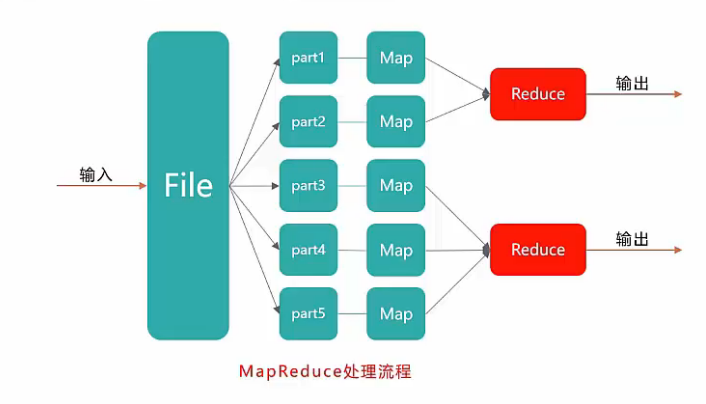 输入
File
part1
Map
part2
Map
part3
Map
part4
Map
part5
Map
Reduce
输出
Reduce
输出
MapReduce处理流程